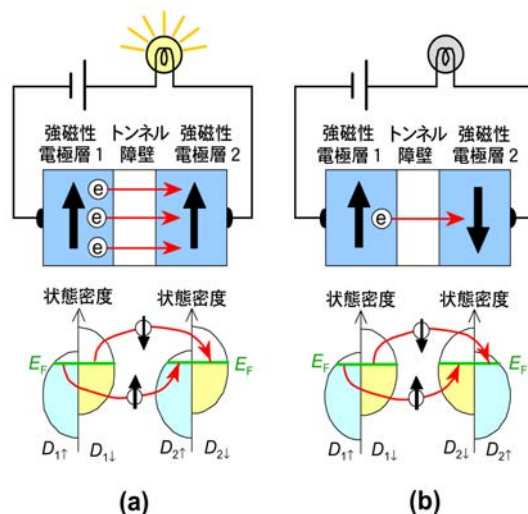 強磁性 トンネル 強磁性
電極層1 障壁 電極層2
e
e
e
状態密度 状態密度
E_F E_F
D_1↑ D_1↓ D_2↑ D_2↓
(a)
強磁性 トンネル 強磁性
電極層1 障壁 電極層2
e
状態密度 状態密度
E_F E_F
D_1↑ D_1↓ D_2↓ D_2↑
(b)